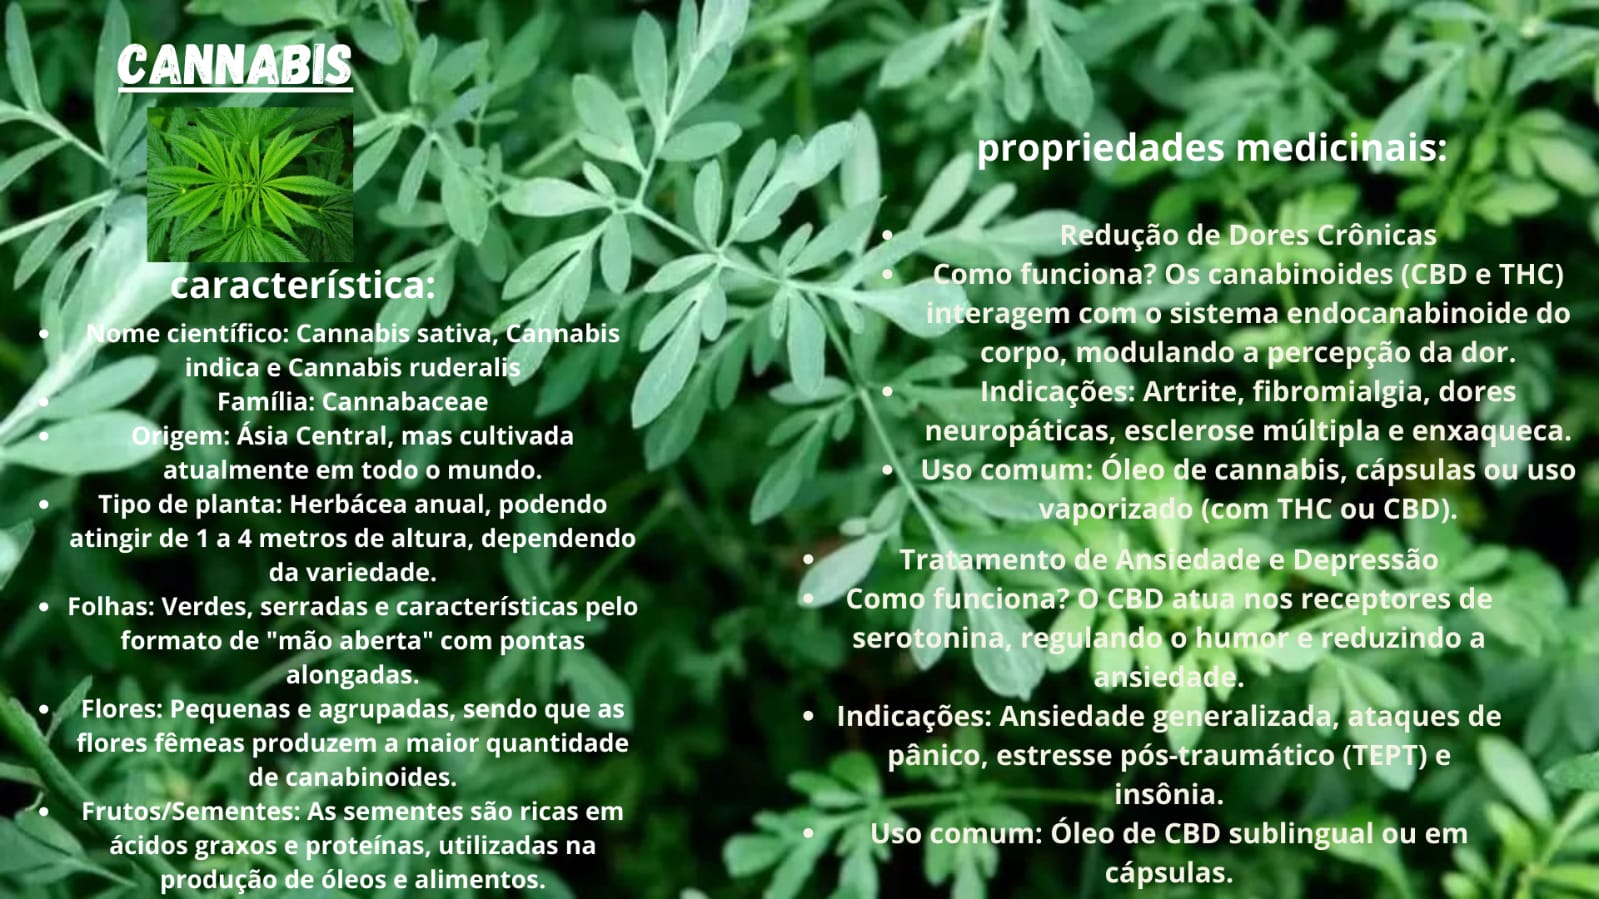 CANNABIS
característica:
• Nome científico: Cannabis sativa, Cannabis
indica e Cannabis ruderalis
• Família: Cannabaceae
• Origem: Ásia Central, mas cultivada
atualmente em todo o mundo.
• Tipo de planta: Herbácea anual, podendo
atingir de 1 a 4 metros de altura, dependendo
da variedade.
• Folhas: Verdes, serradas e características pelo
formato de "mão aberta" com pontas
alongadas.
• Flores: Pequenas e agrupadas, sendo que as
flores fêmeas produzem a maior quantidade
de canabinoides.
• Frutos/Sementes: As sementes são ricas em
ácidos graxos e proteínas, utilizadas na
produção de óleos e alimentos.
propriedades medicinais:
• Redução de Dores Crônicas
• Como funciona? Os canabinoides (CBD e THC)
interagem com o sistema endocanabinoide do
corpo, modulando a percepção da dor.
• Indicações: Artrite, fibromialgia, dores
neuropáticas, esclerose múltipla e enxaqueca.
• Uso comum: Óleo de cannabis, cápsulas ou uso
vaporizado (com THC ou CBD).
• Tratamento de Ansiedade e Depressão
• Como funciona? O CBD atua nos receptores de
serotonina, regulando o humor e reduzindo a
ansiedade.
• Indicações: Ansiedade generalizada, ataques de
pânico, estresse pós-traumático (TEPT) e
insônia.
• Uso comum: Óleo de CBD sublingual ou em
cápsulas.